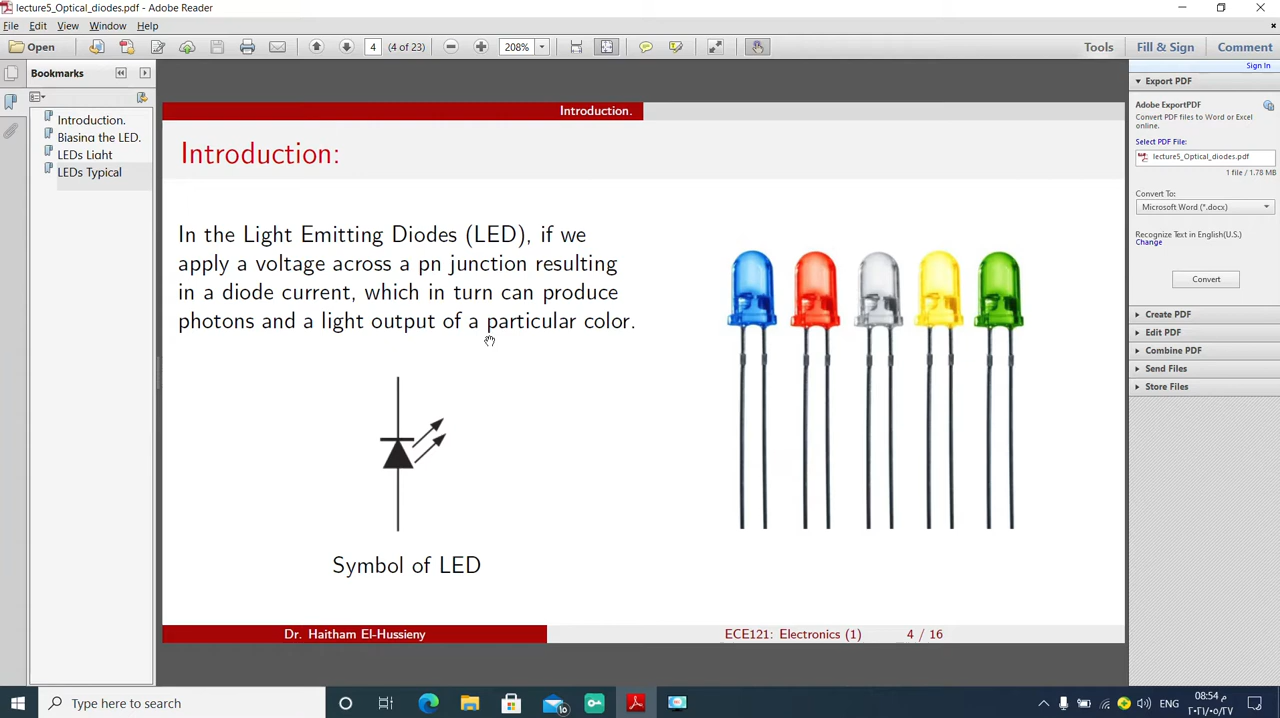 lecture5_Optical_diodes.pdf - Adobe Reader
File Edit View Window Help
Open 4 (4 of 23) 208% Tools Fill & Sign Comment
Sign In
Bookmarks
Introduction.
Biasing the LED.
LEDs Light
LEDs Typical
Introduction.
Introduction:
In the Light Emitting Diodes (LED), if we
apply a voltage across a pn junction resulting
in a diode current, which in turn can produce
photons and a light output of a particular color.
Symbol of LED
Dr. Haitham El-Hussieny ECE121: Electronics (1) 4 / 16
Export PDF
Adobe ExportPDF
Convert PDF files to Word or Excel
online.
Select PDF File:
lecture5_Optical_diodes.pdf
1 file / 1.78 MB
Convert To:
Microsoft Word (*.docx)
Recognize Text in English(U.S.)
Change
Convert
Create PDF
Edit PDF
Combine PDF
Send Files
Store Files
Type here to search
ENG
08:54 م
٢٠٢١/٠٥/٢٧